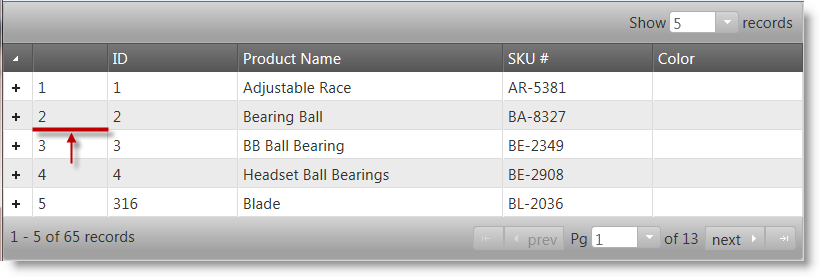 Show 5 records
ID Product Name SKU # Color
+ 1 1 Adjustable Race AR-5381
+ 2 2 Bearing Ball BA-8327
+ 3 3 BB Ball Bearing BE-2349
+ 4 4 Headset Ball Bearings BE-2908
+ 5 316 Blade BL-2036
1 - 5 of 65 records prev Pg 1 of 13 next